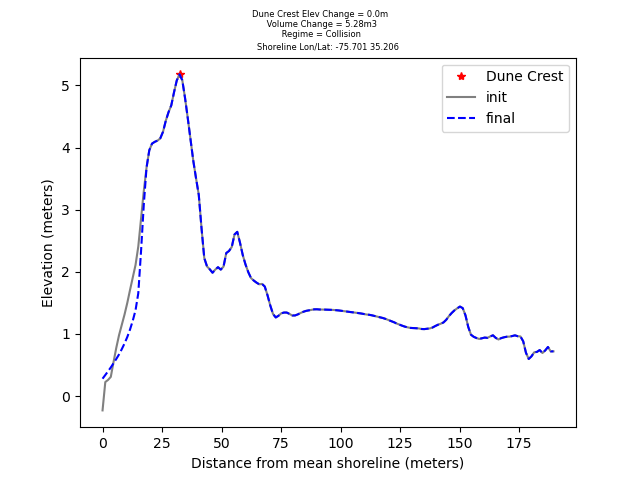 Dune Crest Elev Change = 0.0m
Volume Change = 5.28m3
Regime = Collision
Shoreline Lon/Lat: -75.701 35.206
Dune Crest
init
final
Elevation (meters)
5
4
3
2
1
0
0 25 50 75 100 125 150 175
Distance from mean shoreline (meters)